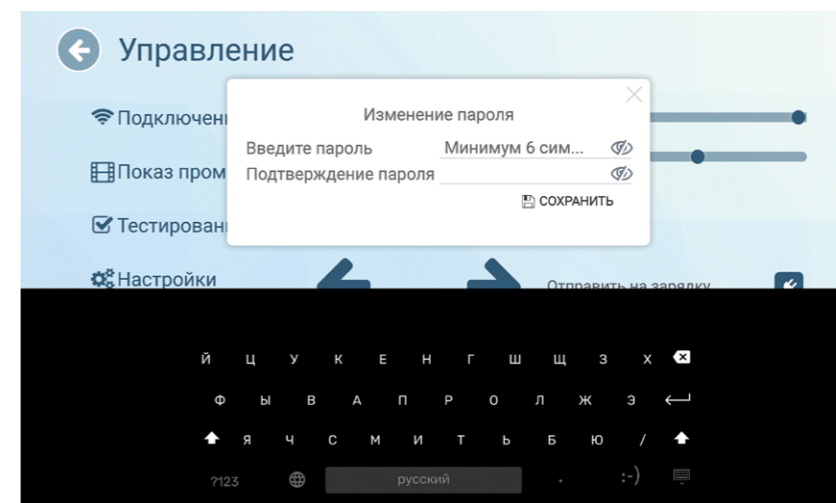 Управление
Изменение пароля
Подключен
Введите пароль Минимум 6 сим...
Подтверждение пароля
Показ пром
СОХРАНИТЬ
Тестирован
Настройки
Отправить на зарядку
й ц у к е н г ш щ з х
ф ы в а п р о л ж э
я ч с м и т ь б ю /
?123 русский . :-)